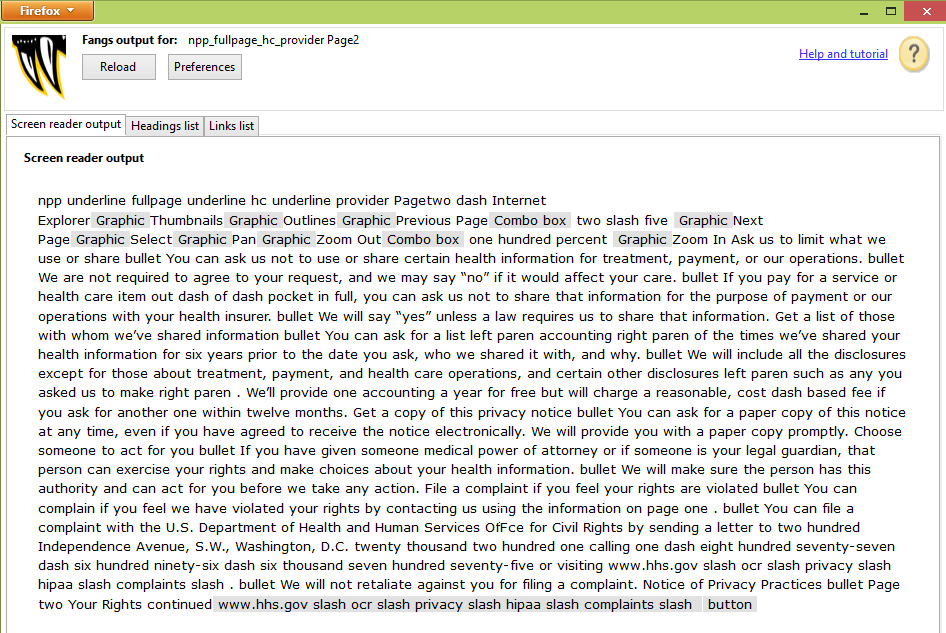 Firefox
Fangs output for: npp_fullpage_hc_provider Page2
Reload Preferences
Help and tutorial
?
Screen reader output Headings list Links list
Screen reader output
npp underline fullpage underline hc underline provider Pagetwo dash Internet
Explorer Graphic Thumbnails Graphic Outlines Graphic Previous Page Combo box two slash five Graphic Next
Page Graphic Select Graphic Pan Graphic Zoom Out Combo box one hundred percent Graphic Zoom In Ask us to limit what we
use or share bullet You can ask us not to use or share certain health information for treatment, payment, or our operations. bullet
We are not required to agree to your request, and we may say “no” if it would affect your care. bullet If you pay for a service or
health care item out dash of dash pocket in full, you can ask us not to share that information for the purpose of payment or our
operations with your health insurer. bullet We will say “yes” unless a law requires us to share that information. Get a list of those
with whom we’ve shared information bullet You can ask for a list left paren accounting right paren of the times we’ve shared your
health information for six years prior to the date you ask, who we shared it with, and why. bullet We will include all the disclosures
except for those about treatment, payment, and health care operations, and certain other disclosures left paren such as any you
asked us to make right paren . We’ll provide one accounting a year for free but will charge a reasonable, cost dash based fee if
you ask for another one within twelve months. Get a copy of this privacy notice bullet You can ask for a paper copy of this notice
at any time, even if you have agreed to receive the notice electronically. We will provide you with a paper copy promptly. Choose
someone to act for you bullet If you have given someone medical power of attorney or if someone is your legal guardian, that
person can exercise your rights and make choices about your health information. bullet We will make sure the person has this
authority and can act for you before we take any action. File a complaint if you feel your rights are violated bullet You can
complain if you feel we have violated your rights by contacting us using the information on page one . bullet You can file a
complaint with the U.S. Department of Health and Human Services OfFce for Civil Rights by sending a letter to two hundred
Independence Avenue, S.W., Washington, D.C. twenty thousand two hundred one calling one dash eight hundred seventy-seven
dash six hundred ninety-six dash six thousand seven hundred seventy-five or visiting www.hhs.gov slash ocr slash privacy slash
hipaa slash complaints slash . bullet We will not retaliate against you for filing a complaint. Notice of Privacy Practices bullet Page
two Your Rights continued www.hhs.gov slash ocr slash privacy slash hipaa slash complaints slash button